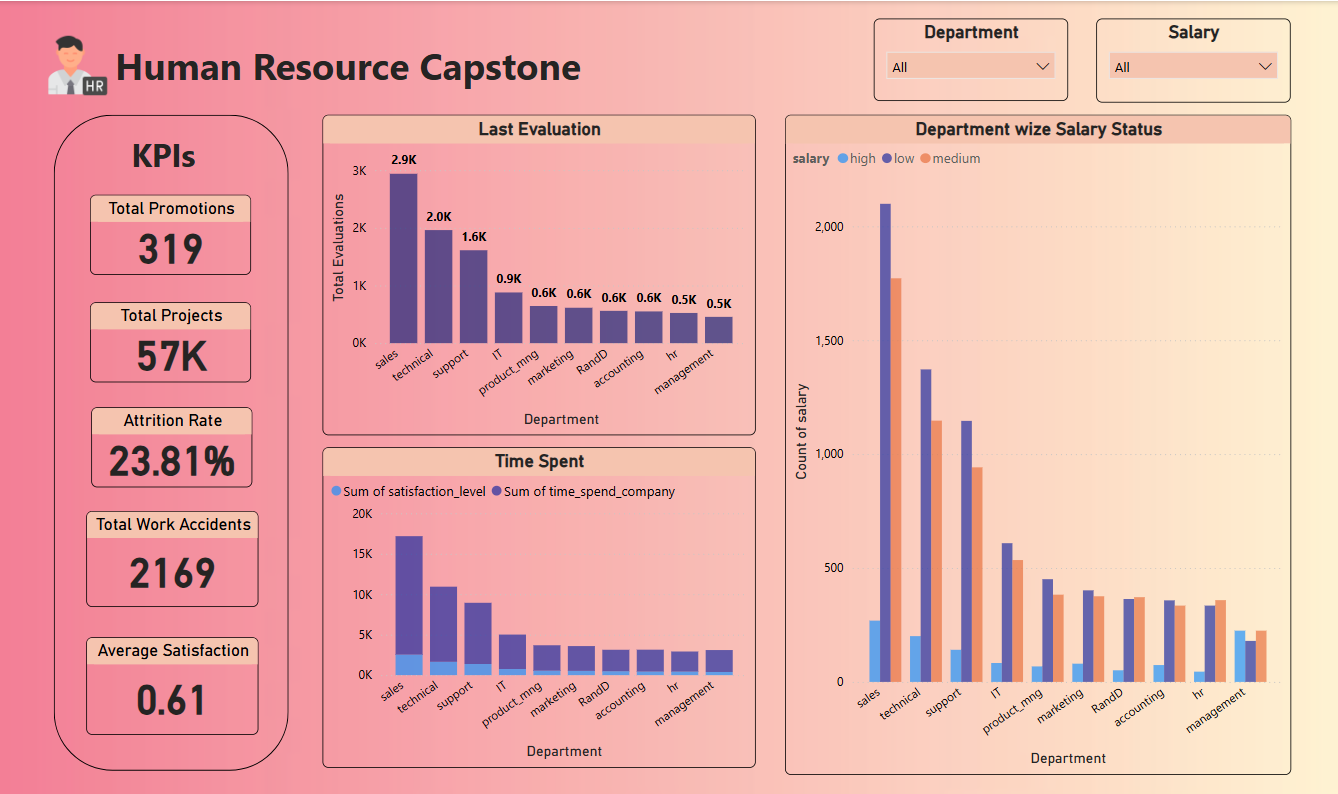 Human Resource Capstone
HR
Department
All
Salary
All
KPIs
Total Promotions
319
Total Projects
57K
Attrition Rate
23.81%
Total Work Accidents
2169
Average Satisfaction
0.61
Last Evaluation
Total Evaluations
3K
2K
1K
0K
2.9K
2.0K
1.6K
0.9K
0.6K
0.6K
0.6K
0.6K
0.5K
0.5K
sales
technical
support
IT
product_mng
marketing
RandD
accounting
hr
management
Department
Time Spent
Sum of satisfaction_level Sum of time_spend_company
20K
15K
10K
5K
0K
sales
technical
support
IT
product_mng
marketing
RandD
accounting
hr
management
Department
Department wize Salary Status
salary high low medium
Count of salary
2,000
1,500
1,000
500
0
sales
technical
support
IT
product_mng
marketing
RandD
accounting
hr
management
Department